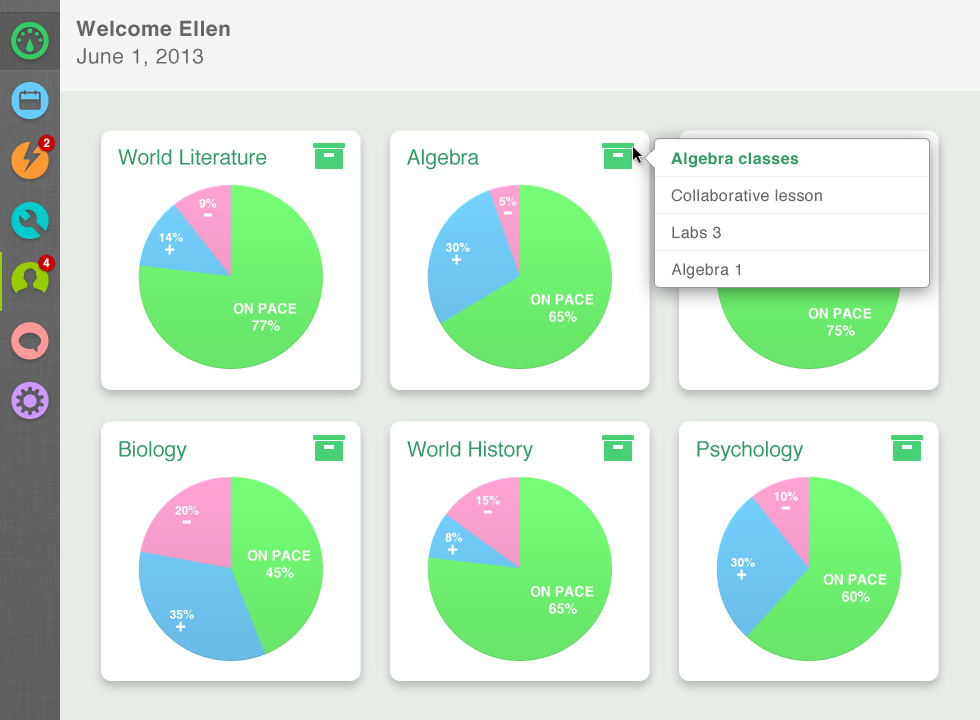 Welcome Ellen
June 1, 2013
2
4
World Literature
9%
14%
ON PACE
77%
Algebra
5%
30%
ON PACE
65%
Algebra classes
Collaborative lesson
Labs 3
Algebra 1
ON PACE
75%
Biology
20%
ON PACE
45%
35%
World History
15%
8%
ON PACE
65%
Psychology
10%
30%
ON PACE
60%